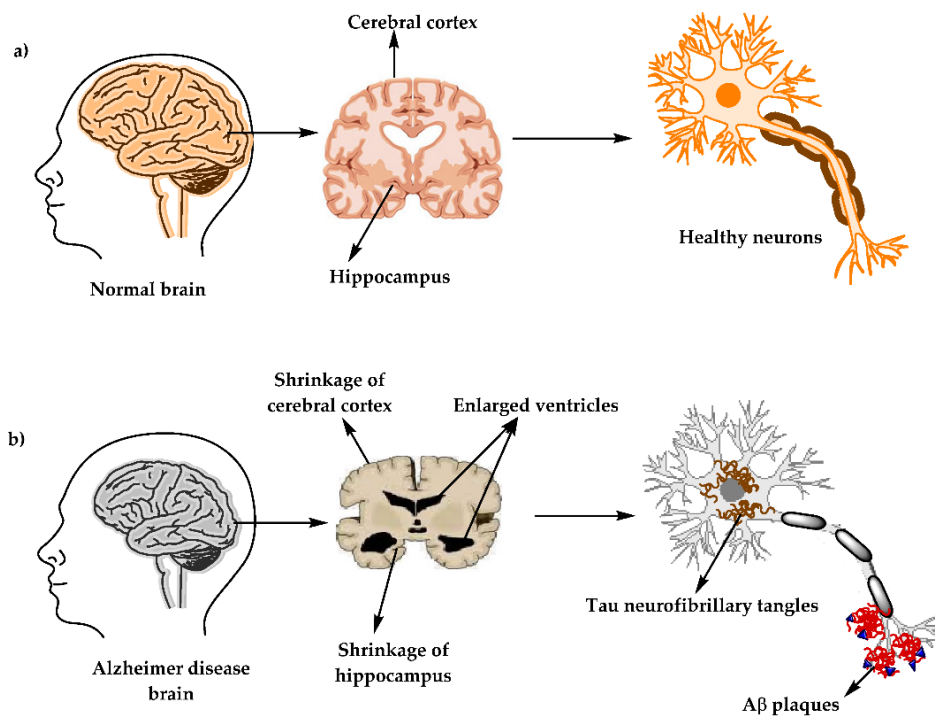 a)
Cerebral cortex
Normal brain
Hippocampus
Healthy neurons
b)
Shrinkage of
cerebral cortex
Enlarged ventricles
Alzheimer disease
brain
Shrinkage of
hippocampus
Tau neurofibrillary tangles
Aβ plaques